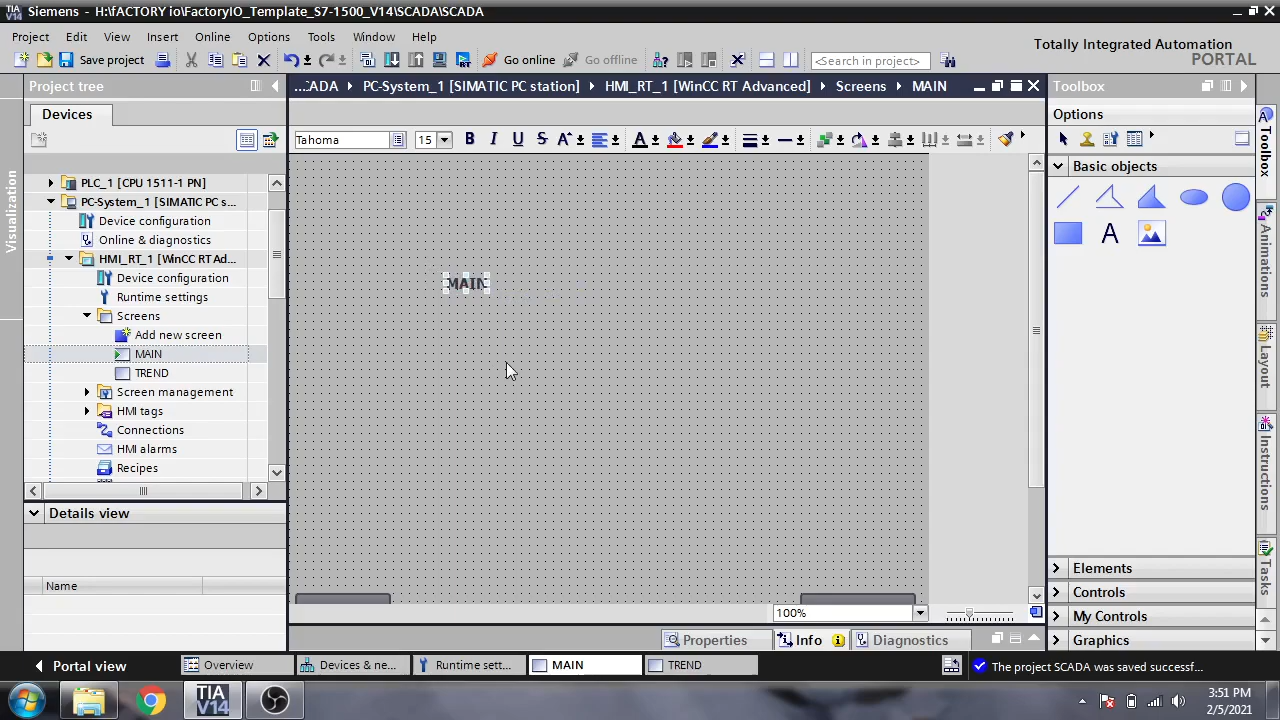 TIA V14
Siemens - H:\fACTORY io\FactoryIO_Template_S7-1500_V14\SCADA\SCADA
Project Edit View Insert Online Options Tools Window Help
Totally Integrated Automation
PORTAL
Save project
Go online
Go offline
<Search in project>
Project tree
Devices
PLC_1 [CPU 1511-1 PN]
PC-System_1 [SIMATIC PC s...
Device configuration
Online & diagnostics
HMI_RT_1 [WinCC RT Ad...
Device configuration
Runtime settings
Screens
Add new screen
MAIN
TREND
Screen management
HMI tags
Connections
HMI alarms
Recipes
Details view
Name
Visualization
...ADA PC-System_1 [SIMATIC PC station] HMI_RT_1 [WinCC RT Advanced] Screens MAIN
Tahoma 15 B I U S A A
MAIN
100%
Properties Info Diagnostics
Toolbox
Options
Basic objects
A
Elements
Controls
My Controls
Graphics
Toolbox
Animations
Layout
Instructions
Tasks
Portal view Overview Devices & ne... Runtime sett... MAIN TREND
The project SCADA was saved successf...
TIA V14
3:51 PM
2/5/2021